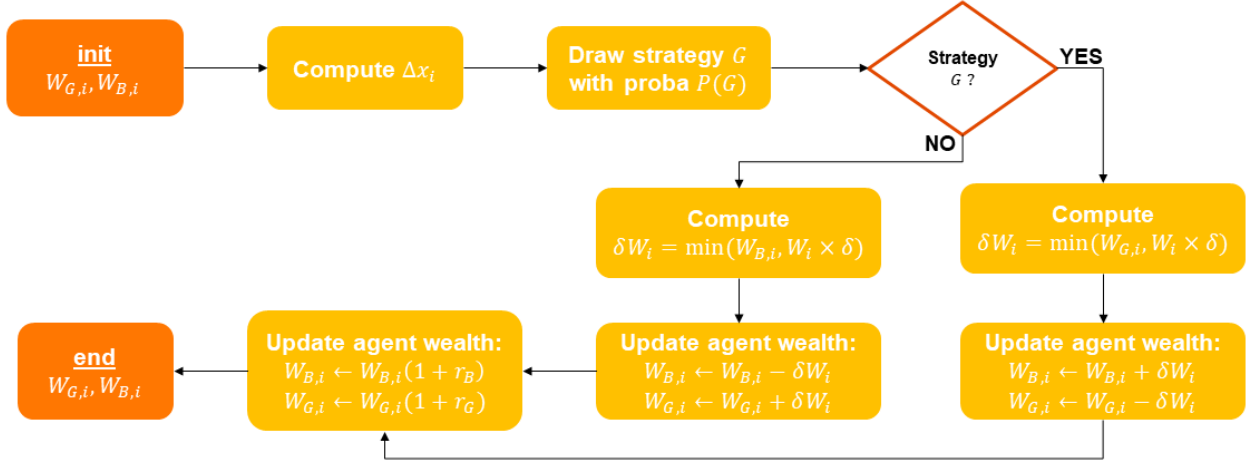 init
W_{G,i}, W_{B,i}
Compute Δx_i
Draw strategy G
with proba P(G)
Strategy
G ?
YES
NO
Compute
δW_i = min(W_{B,i}, W_i × δ)
Compute
δW_i = min(W_{G,i}, W_i × δ)
end
W_{G,i}, W_{B,i}
Update agent wealth:
W_{B,i} ← W_{B,i}(1 + r_B)
W_{G,i} ← W_{G,i}(1 + r_G)
Update agent wealth:
W_{B,i} ← W_{B,i} − δW_i
W_{G,i} ← W_{G,i} + δW_i
Update agent wealth:
W_{B,i} ← W_{B,i} + δW_i
W_{G,i} ← W_{G,i} − δW_i